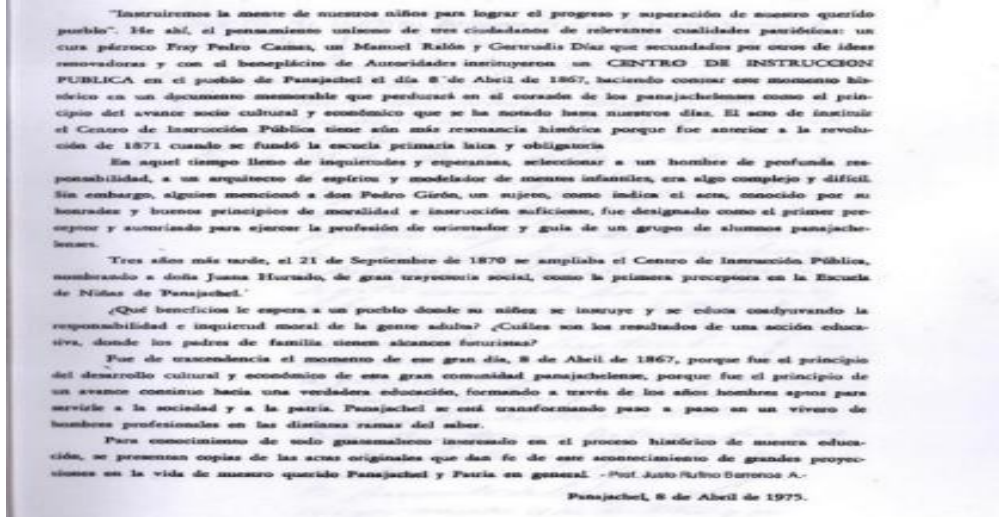 "Instruiremos la mente de nuestros niños para lograr el progreso y superación de nuestro querido
pueblo". He ahí, el pensamiento unísono de tres ciudadanos de relevantes cualidades patrióticas: un
cura párroco Fray Pedro Camas, un Manuel Ralón y Gertrudis Díaz que secundados por otros de ideas
renovadoras y con el beneplácito de Autoridades instituyeron un CENTRO DE INSTRUCCION
PUBLICA en el pueblo de Panajachel el día 8 de Abril de 1867, haciendo constar este momento his-
tórico en un documento memorable que perdurará en el corazón de los panajachelenses como el prin-
cipio del avance socio cultural y económico que se ha notado hasta nuestros días. El acto de instituir
el Centro de Instrucción Pública tiene aún más resonancia histórica porque fue anterior a la revolu-
ción de 1871 cuando se fundó la escuela primaria laica y obligatoria
En aquel tiempo lleno de inquietudes y esperanzas, seleccionar a un hombre de profunda res-
ponsabilidad, a un arquitecto de espíritus y modelador de mentes infantiles, era algo complejo y difícil.
Sin embargo, alguien mencionó a don Pedro Girón, un sujeto, como indica el acta, conocido por su
honradez y buenos principios de moralidad e instrucción suficiente, fue designado como el primer pre-
ceptor y autorizado para ejercer la profesión de orientador y guía de un grupo de alumnos panajache-
lenses.
Tres años más tarde, el 21 de Septiembre de 1870 se ampliaba el Centro de Instrucción Pública,
nombrando a doña Juana Hurtado, de gran trayectoria social, como la primera preceptora en la Escuela
de Niñas de Panajachel.
¿Qué beneficios le espera a un pueblo donde su niñez se instruye y se educa coadyuvando la
responsabilidad e inquietud moral de la gente adulta? ¿Cuáles son los resultados de una acción educa-
tiva, donde los padres de familia tienen alcances futuristas?
Fue de trascendencia el momento de ese gran día, 8 de Abril de 1867, porque fue el principio
del desarrollo cultural y económico de esta gran comunidad panajachelense, porque fue el principio de
un avance continuo hacia una verdadera educación, formando a través de los años hombres aptos para
servirle a la sociedad y a la patria. Panajachel se está transformando paso a paso en un vivero de
hombres profesionales en las distintas ramas del saber.
Para conocimiento de todo guatemalteco interesado en el proceso histórico de nuestra educa-
ción, se presentan copias de las actas originales que dan fe de este acontecimiento de grandes proyec-
ciones en la vida de nuestro querido Panajachel y Patria en general. -Prof. Justo Rufino Barrenos A.-
Panajachel, 8 de Abril de 1975.